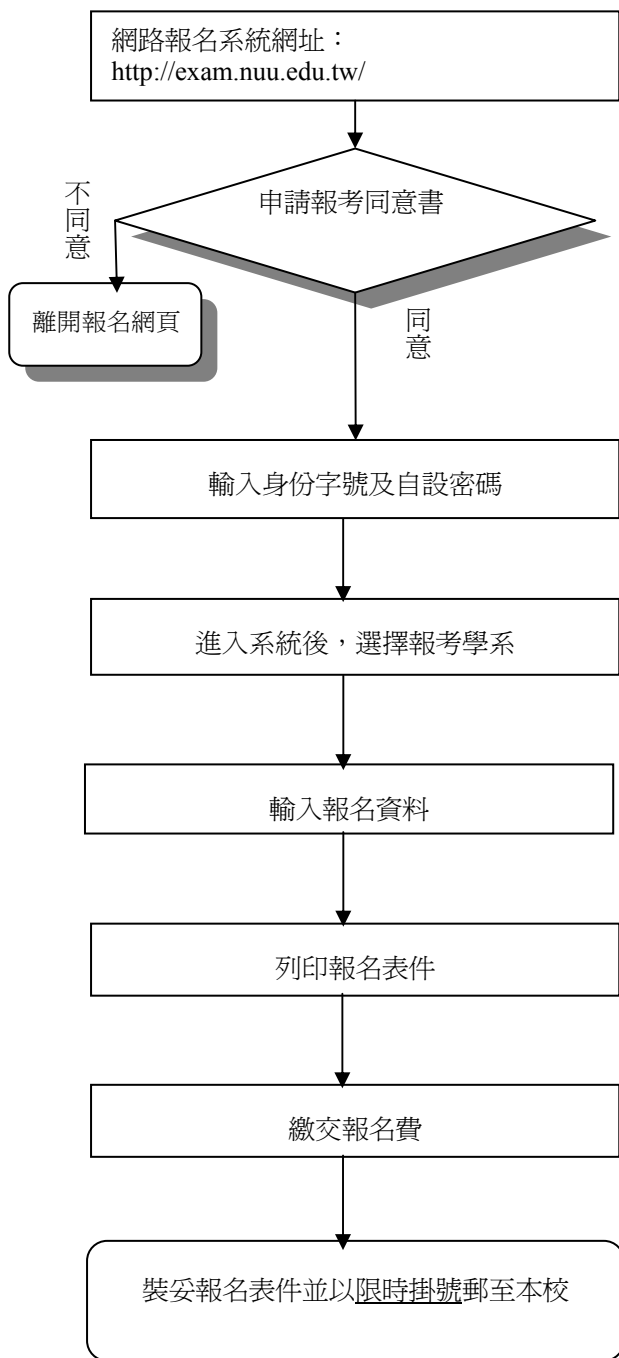 網路報名系統網址：
http://exam.nuu.edu.tw/
申請報考同意書
不同意
離開報名網頁
同意
輸入身份字號及自設密碼
進入系統後，選擇報考學系
輸入報名資料
列印報名表件
繳交報名費
裝妥報名表件並以限時掛號郵至本校